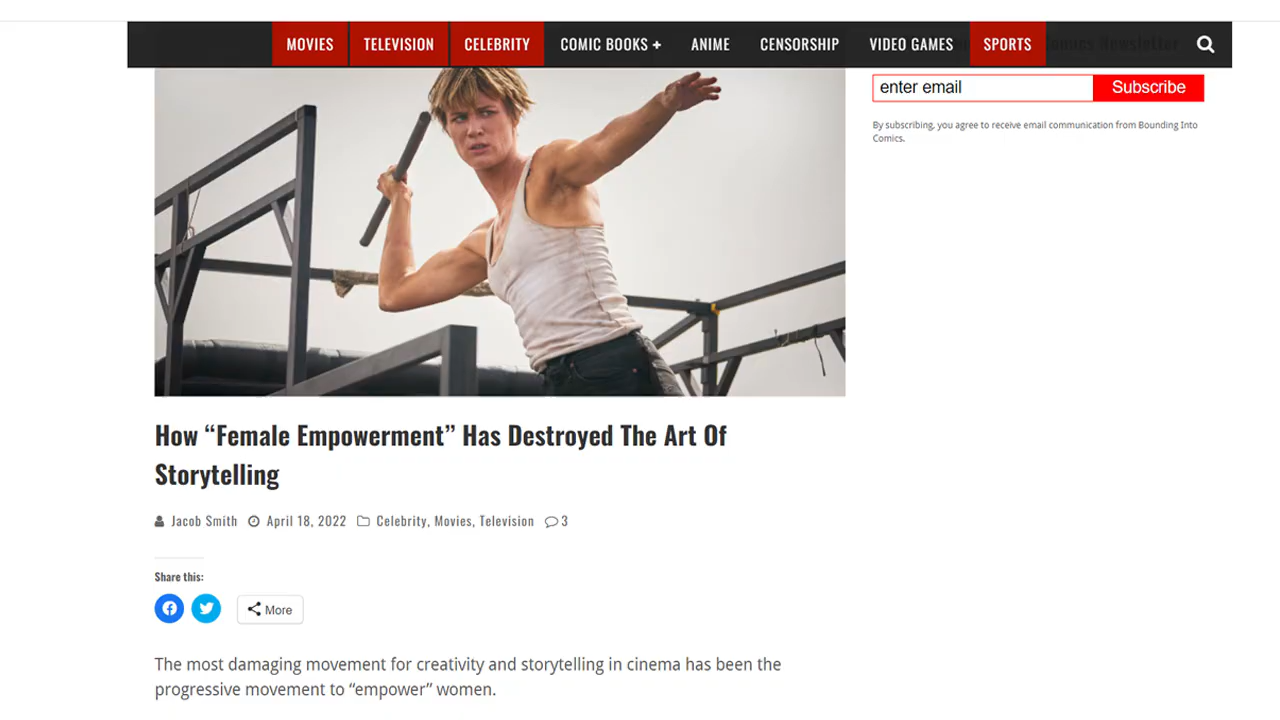 MOVIES TELEVISION CELEBRITY COMIC BOOKS + ANIME CENSORSHIP VIDEO GAMES SPORTS
Comics Newsletter
enter email Subscribe
By subscribing, you agree to receive email communication from Bounding Into
Comics.
How “Female Empowerment” Has Destroyed The Art Of
Storytelling
Jacob Smith April 18, 2022 Celebrity, Movies, Television 3
Share this:
More
The most damaging movement for creativity and storytelling in cinema has been the
progressive movement to “empower” women.